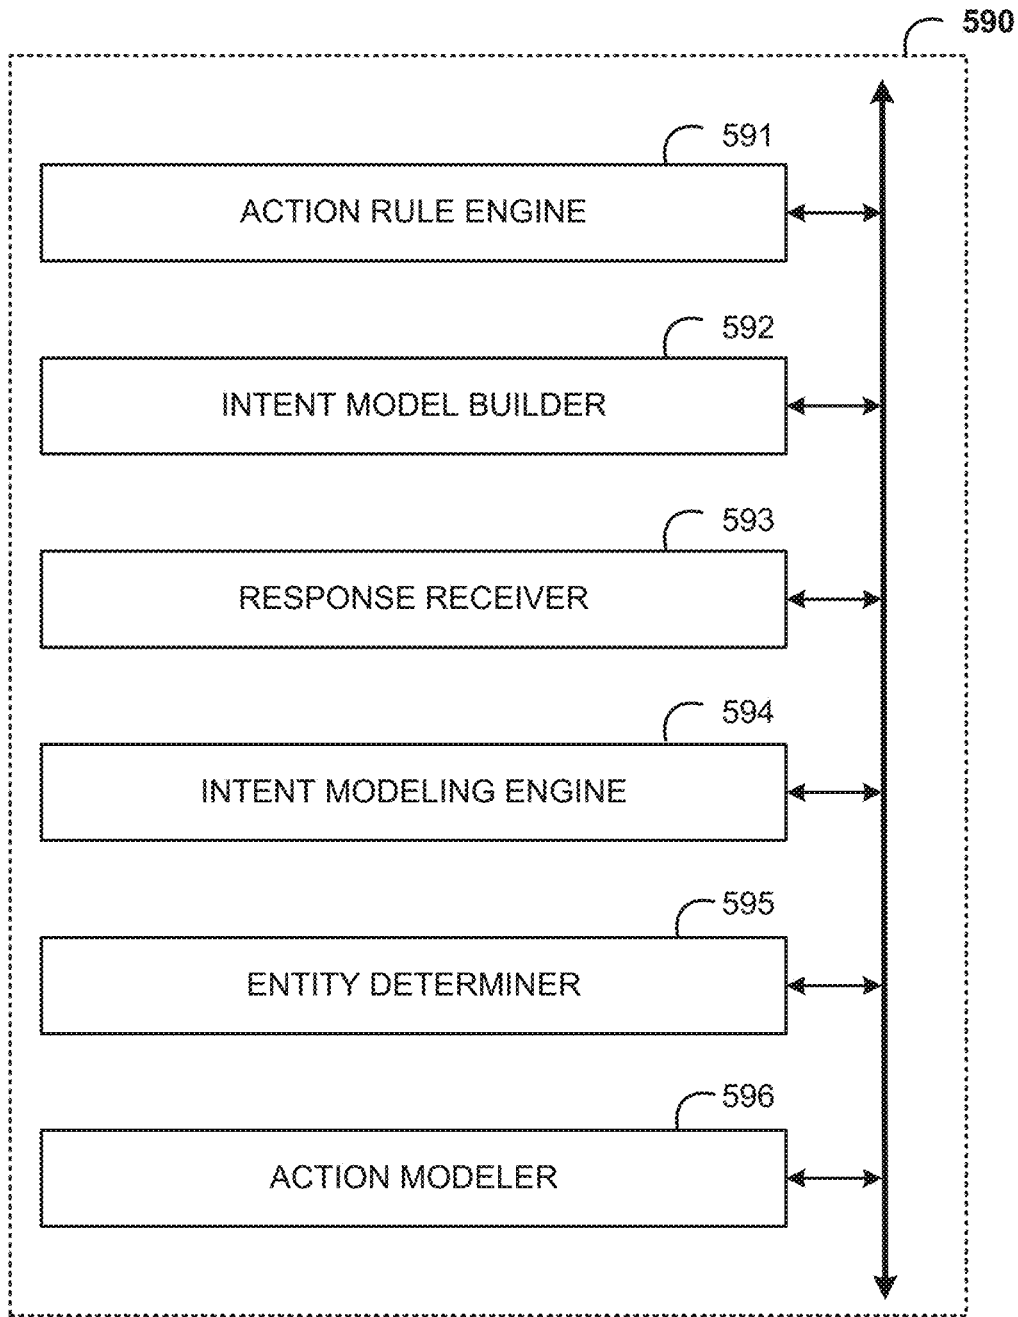 590
591
ACTION RULE ENGINE
592
INTENT MODEL BUILDER
593
RESPONSE RECEIVER
594
INTENT MODELING ENGINE
595
ENTITY DETERMINER
596
ACTION MODELER